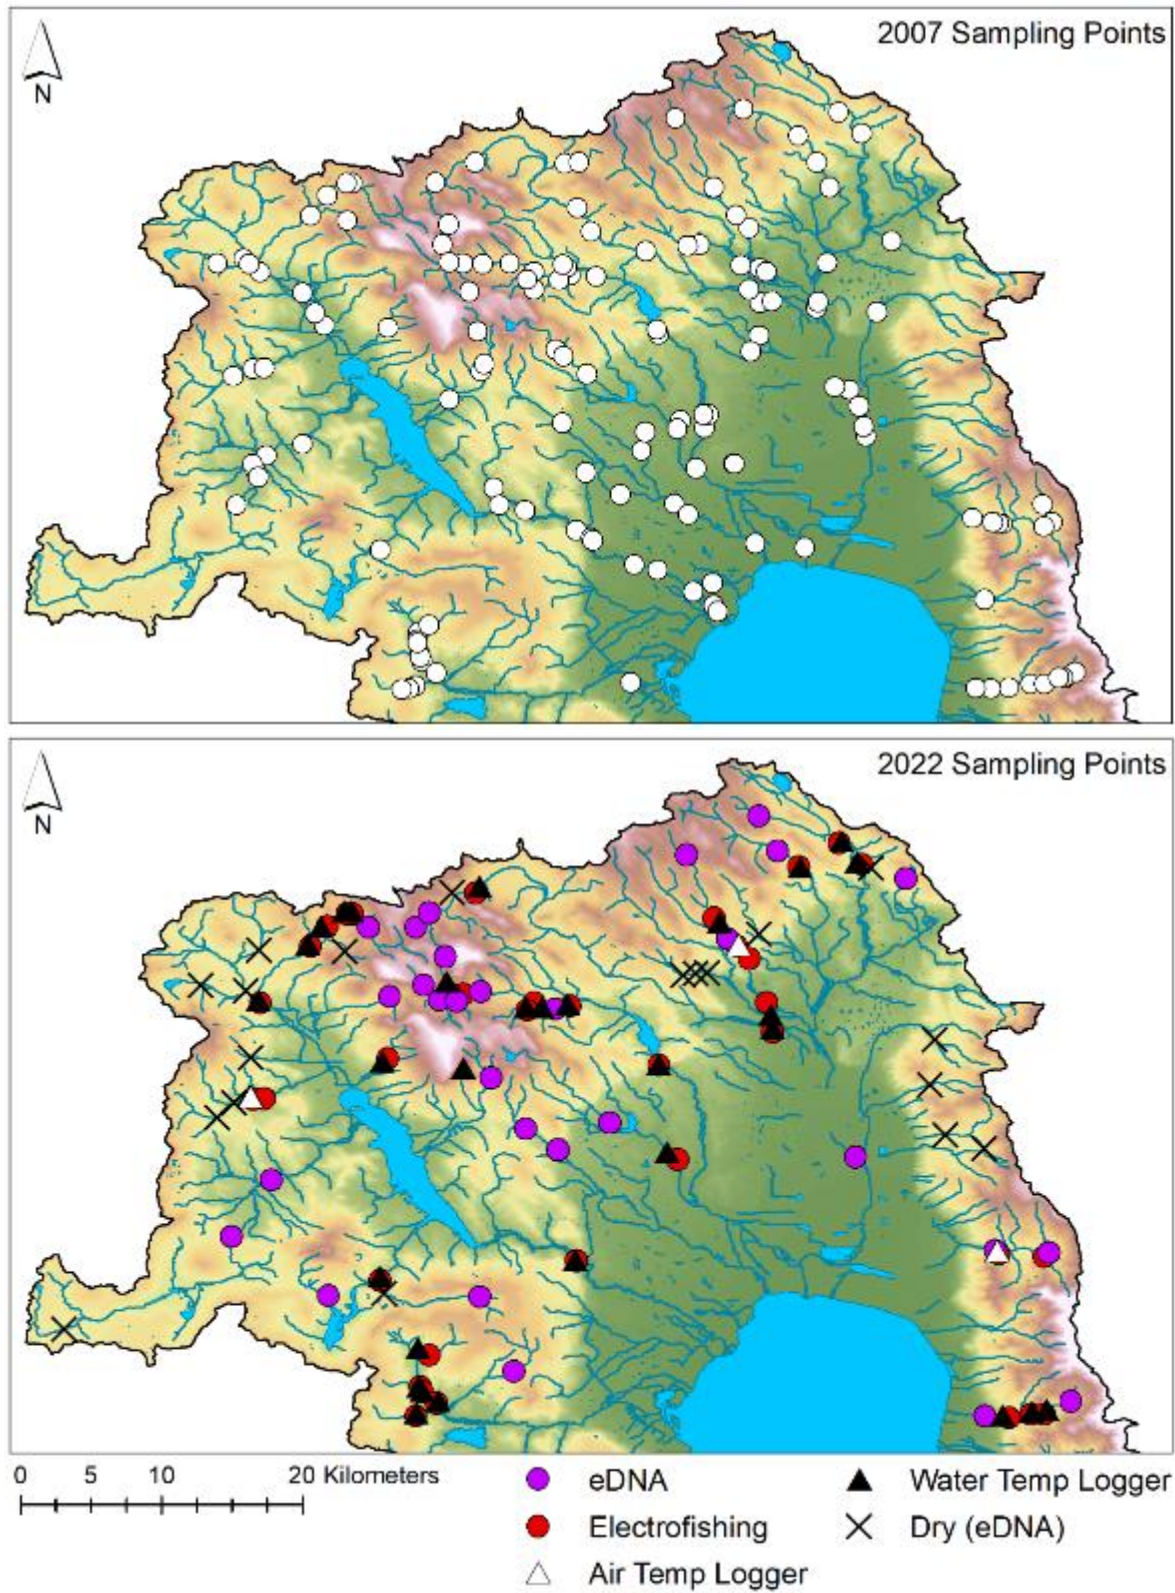 2007 Sampling Points
N
2022 Sampling Points
N
0 5 10 20 Kilometers
eDNA
Water Temp Logger
Electrofishing
Dry (eDNA)
Air Temp Logger